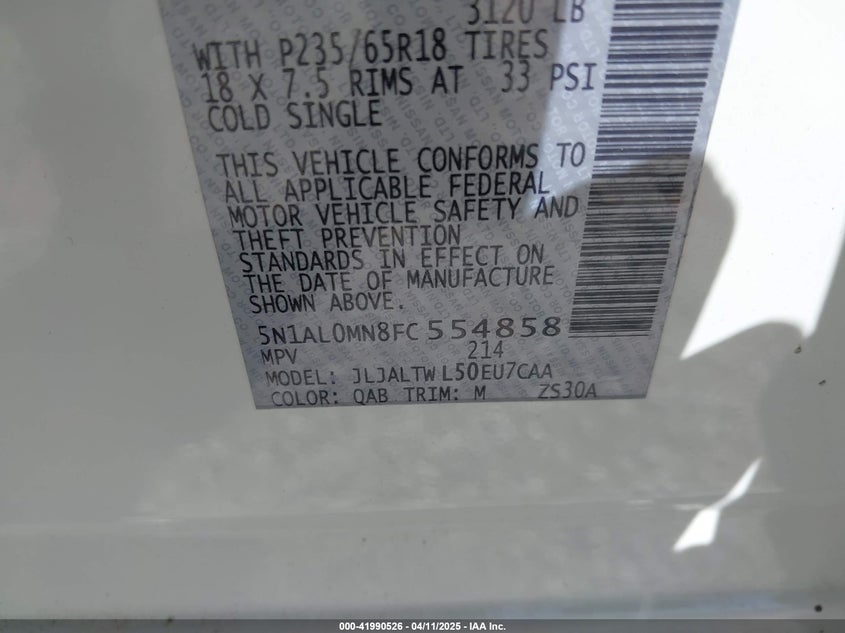 3120 LB
WITH P235/65R18 TIRES
18 X 7.5 RIMS AT 33 PSI
COLD SINGLE
THIS VEHICLE CONFORMS TO
ALL APPLICABLE FEDERAL
MOTOR VEHICLE SAFETY AND
THEFT PREVENTION
STANDARDS IN EFFECT ON
THE DATE OF MANUFACTURE
SHOWN ABOVE.
5N1AL0MN8FC554858
MPV 214
MODEL: JLJALTWL50EU7CAA
COLOR: QAB TRIM: M ZS30A
000-41990526 - 04/11/2025 - IAA Inc.